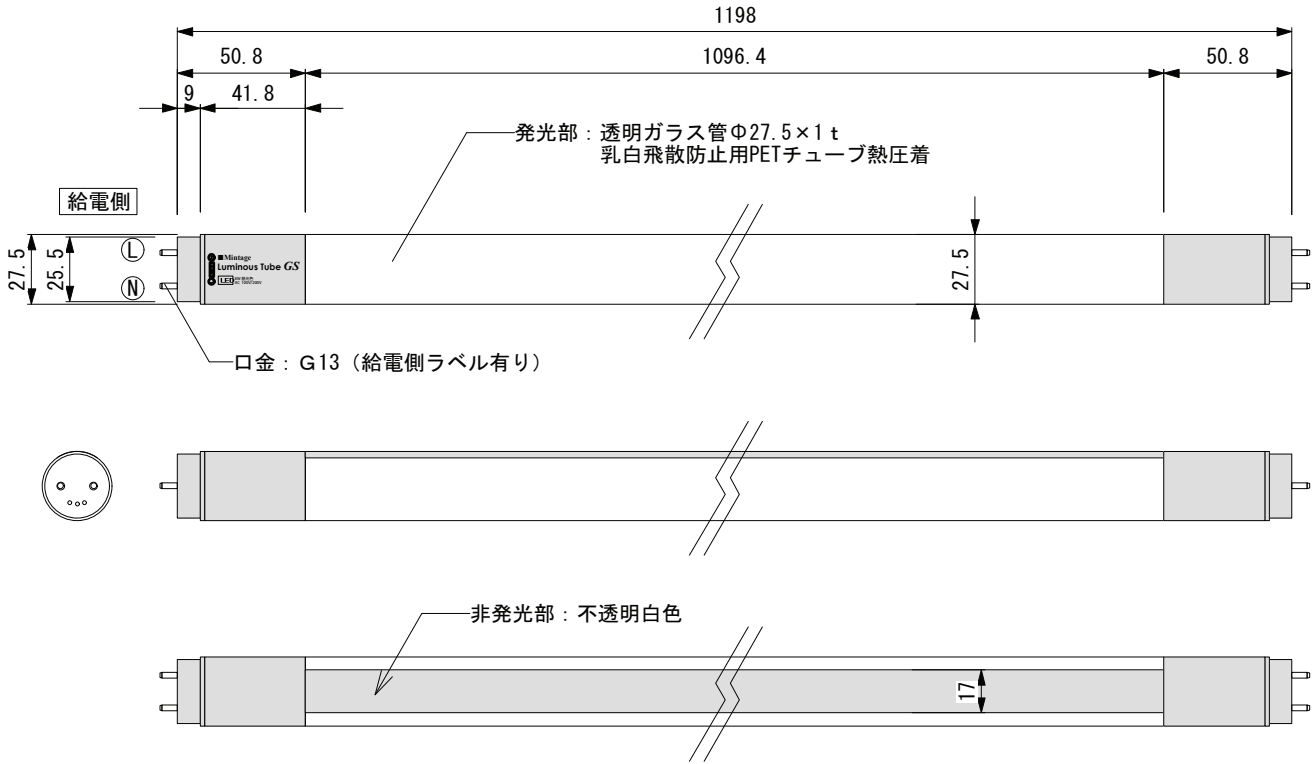 1198
50.8
1096.4
50.8
9
41.8
発光部：透明ガラス管Φ27.5×1ｔ
乳白飛散防止用PETチューブ熱圧着
給電側
27.5
25.5
L
N
■Mintage
Luminous Tube GS
LED
27.5
口金：Ｇ13（給電側ラベル有り）
非発光部：不透明白色
17